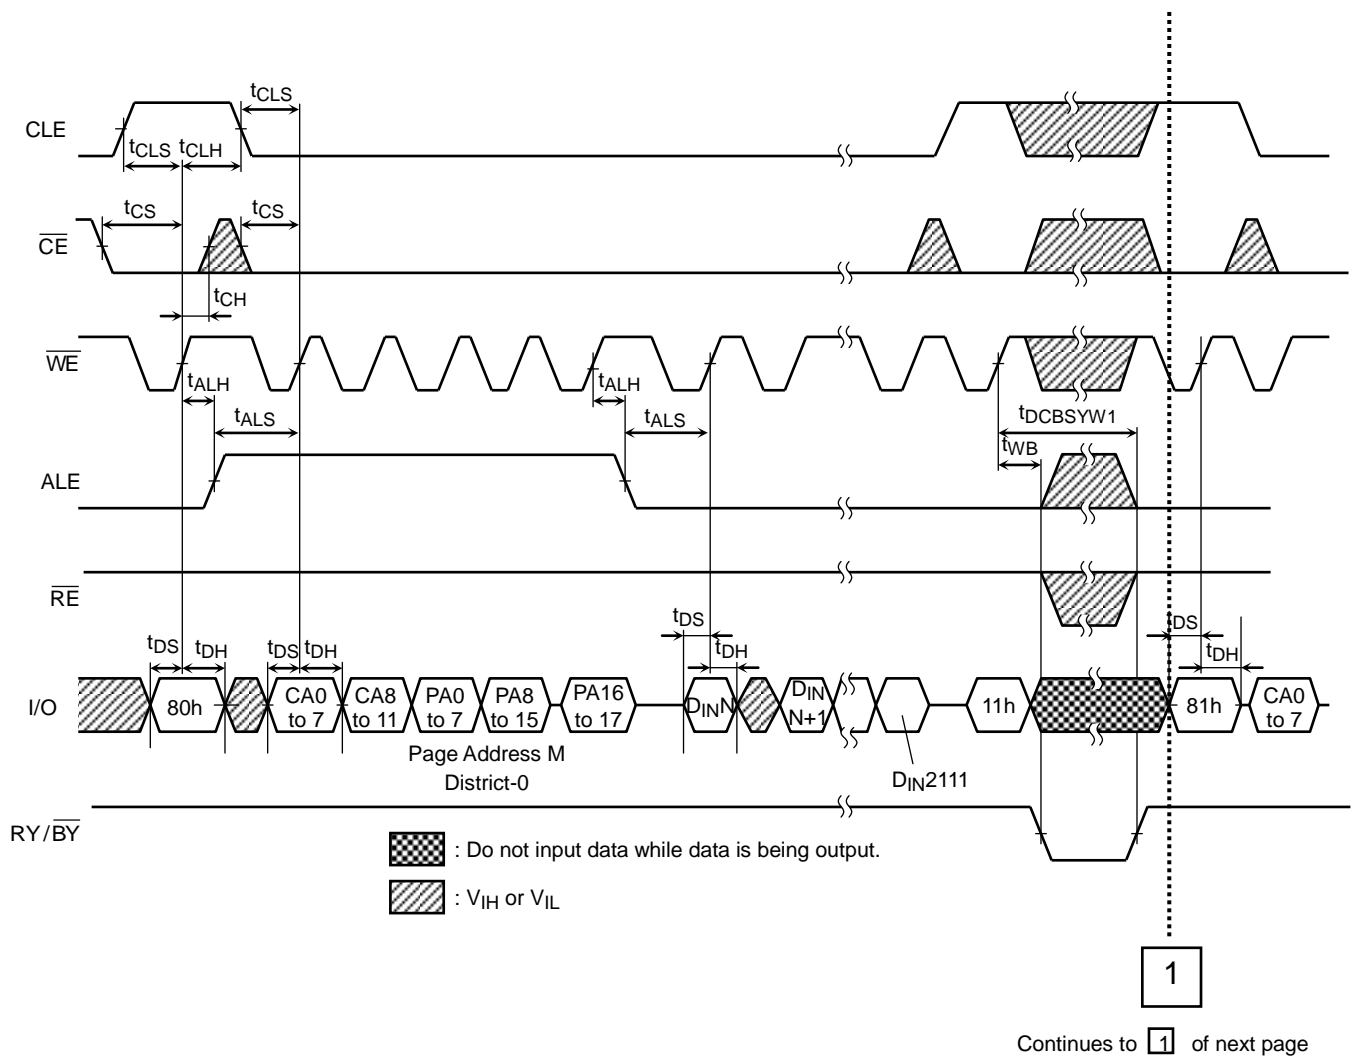 CLE
tCLS
tCLS
tCLH
CE
tCS
tCS
tCH
WE
tALH
tALH
tALS
tALS
tDCBSYW1
tWB
ALE
RE
tDS
tDH
tDS
tDH
tDS
tDH
DS
tDH
I/O
80h
CA0 to 7
CA8 to 11
PA0 to 7
PA8 to 15
PA16 to 17
DINN
DIN N+1
11h
81h
CA0 to 7
Page Address M
District-0
DIN2111
RY/BY
: Do not input data while data is being output.
: VIH or VIL
1
Continues to 1 of next page